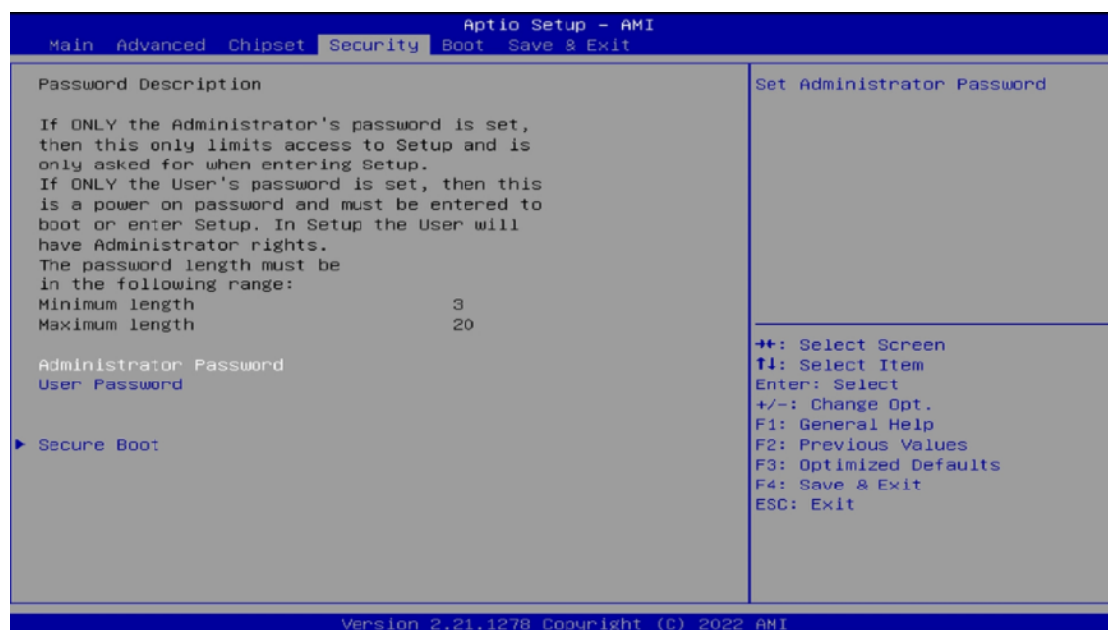 Aptio Setup - AMI
Main Advanced Chipset Security Boot Save & Exit
Password Description
If ONLY the Administrator's password is set,
then this only limits access to Setup and is
only asked for when entering Setup.
If ONLY the User's password is set, then this
is a power on password and must be entered to
boot or enter Setup. In Setup the User will
have Administrator rights.
The password length must be
in the following range:
Minimum length 3
Maximum length 20
Administrator Password
User Password
▶ Secure Boot
Set Administrator Password
→←: Select Screen
↑↓: Select Item
Enter: Select
+/-: Change Opt.
F1: General Help
F2: Previous Values
F3: Optimized Defaults
F4: Save & Exit
ESC: Exit
Version 2.21.1278 Copyright (C) 2022 AMI